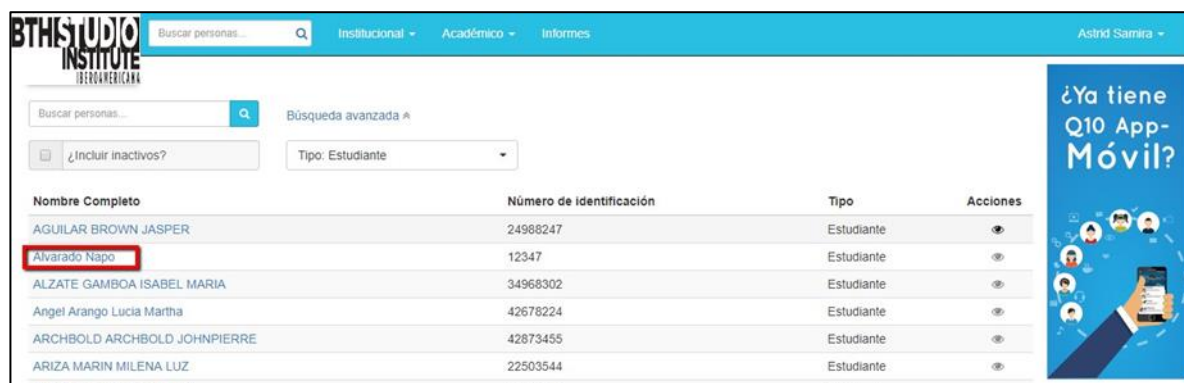 BTHSTUDIO
INSTITUTE
IBEROAMERICANA
Buscar personas...
Institucional
Académico
Informes
Astrid Samira
Buscar personas...
Búsqueda avanzada
¿Incluir inactivos?
Tipo: Estudiante
Nombre Completo Número de identificación Tipo Acciones
AGUILAR BROWN JASPER 24988247 Estudiante
Alvarado Napo 12347 Estudiante
ALZATE GAMBOA ISABEL MARIA 34968302 Estudiante
Angel Arango Lucia Martha 42678224 Estudiante
ARCHBOLD ARCHBOLD JOHNPIERRE 42873455 Estudiante
ARIZA MARIN MILENA LUZ 22503544 Estudiante
¿Ya tiene
Q10 App-
Móvil?